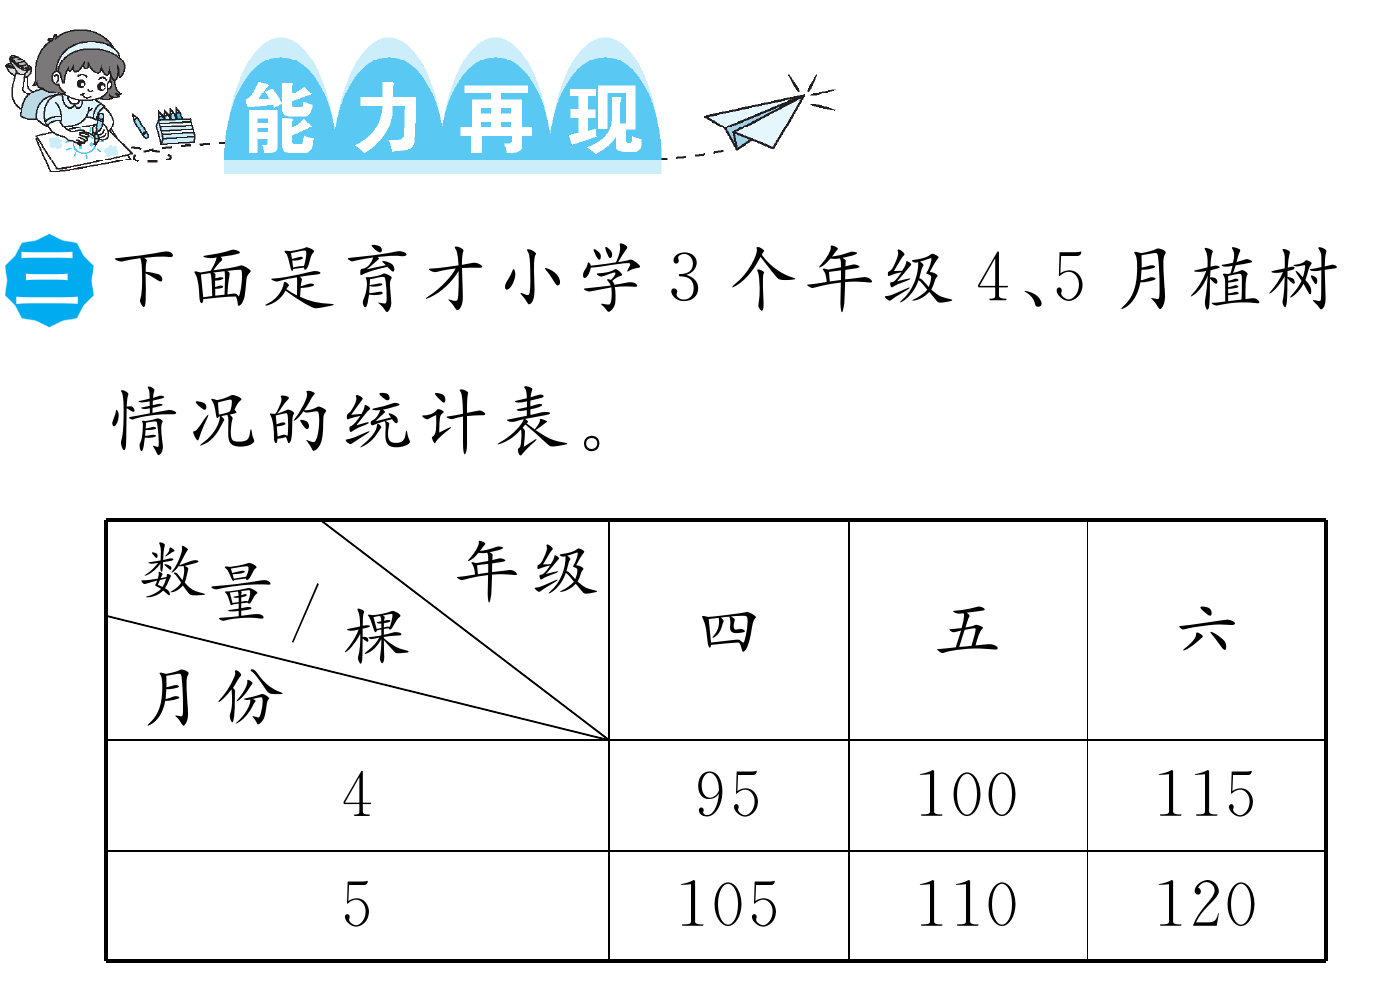 能力再现
三 下面是育才小学3个年级4、5月植树
情况的统计表。
数量/棵 年级 月份 四 五 六
4 95 100 115
5 105 110 120